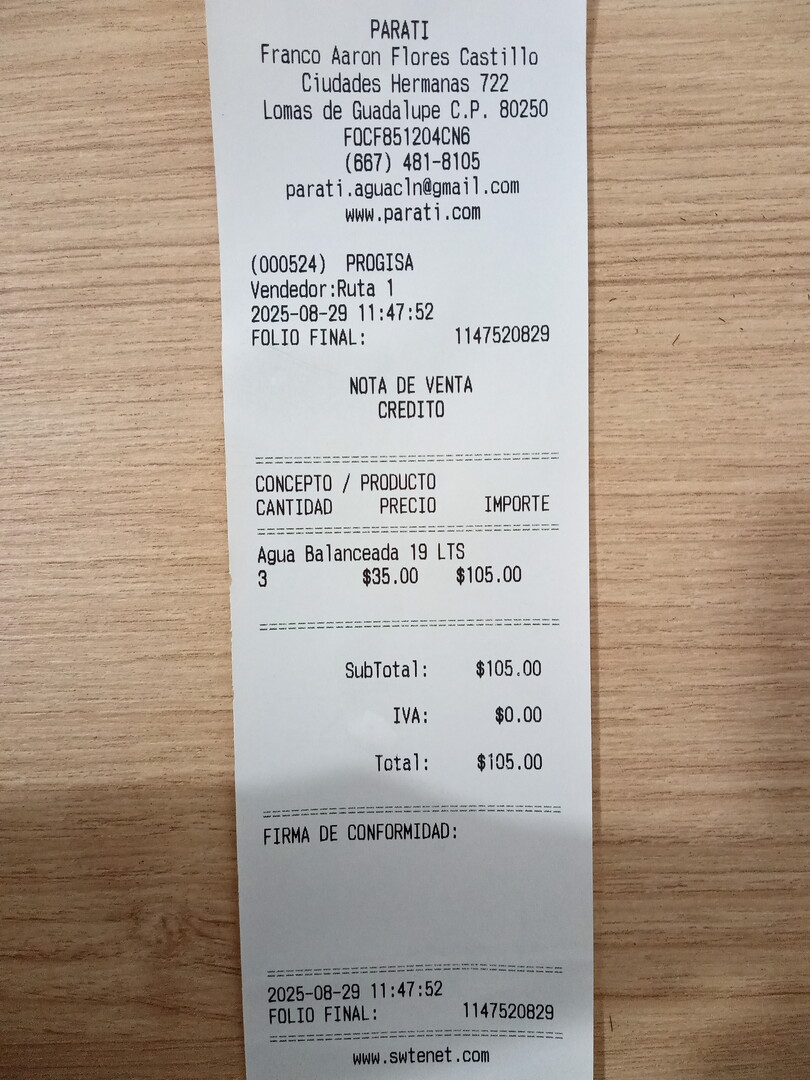 PARATI
Franco Aaron Flores Castillo
Ciudades Hermanas 722
Lomas de Guadalupe C.P. 80250
FOCF851204CN6
(667) 481-8105
parati.aguacln@gmail.com
www.parati.com
(000524) PROGISA
Vendedor:Ruta 1
2025-08-29 11:47:52
FOLIO FINAL: 1147520829
NOTA DE VENTA
CREDITO
================================
CONCEPTO / PRODUCTO
CANTIDAD PRECIO IMPORTE
================================
Agua Balanceada 19 LTS
3 $35.00 $105.00
================================
SubTotal: $105.00
IVA: $0.00
Total: $105.00
================================
FIRMA DE CONFORMIDAD:
================================
2025-08-29 11:47:52
FOLIO FINAL: 1147520829
================================
www.swtenet.com